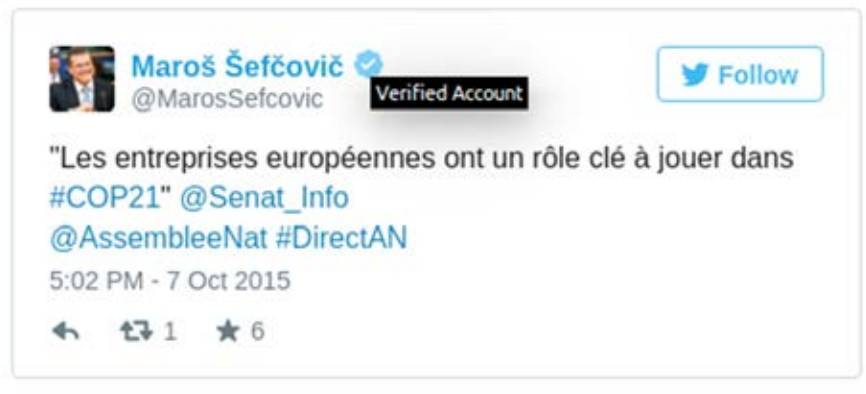 Maroš Šefčovič
@MarosSefcovic
Verified Account
Follow
"Les entreprises européennes ont un rôle clé à jouer dans
#COP21" @Senat_Info
@AssembleeNat #DirectAN
5:02 PM - 7 Oct 2015
1 6